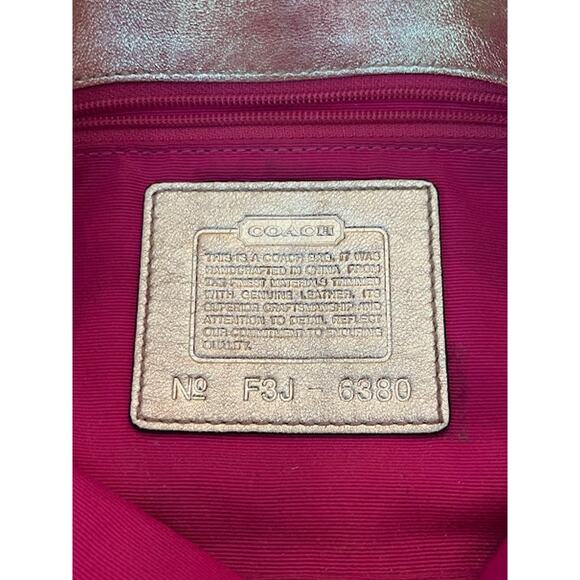 COACH
THIS IS A COACH BAG. IT WAS
HANDCRAFTED IN CHINA FROM
THE FINEST MATERIALS TRIMMED
WITH GENUINE LEATHER. ITS
SUPERIOR CRAFTSMANSHIP AND
ATTENTION TO DETAIL REFLECT
OUR COMMITMENT TO ENDURING
QUALITY.
Nº F3J - 6380